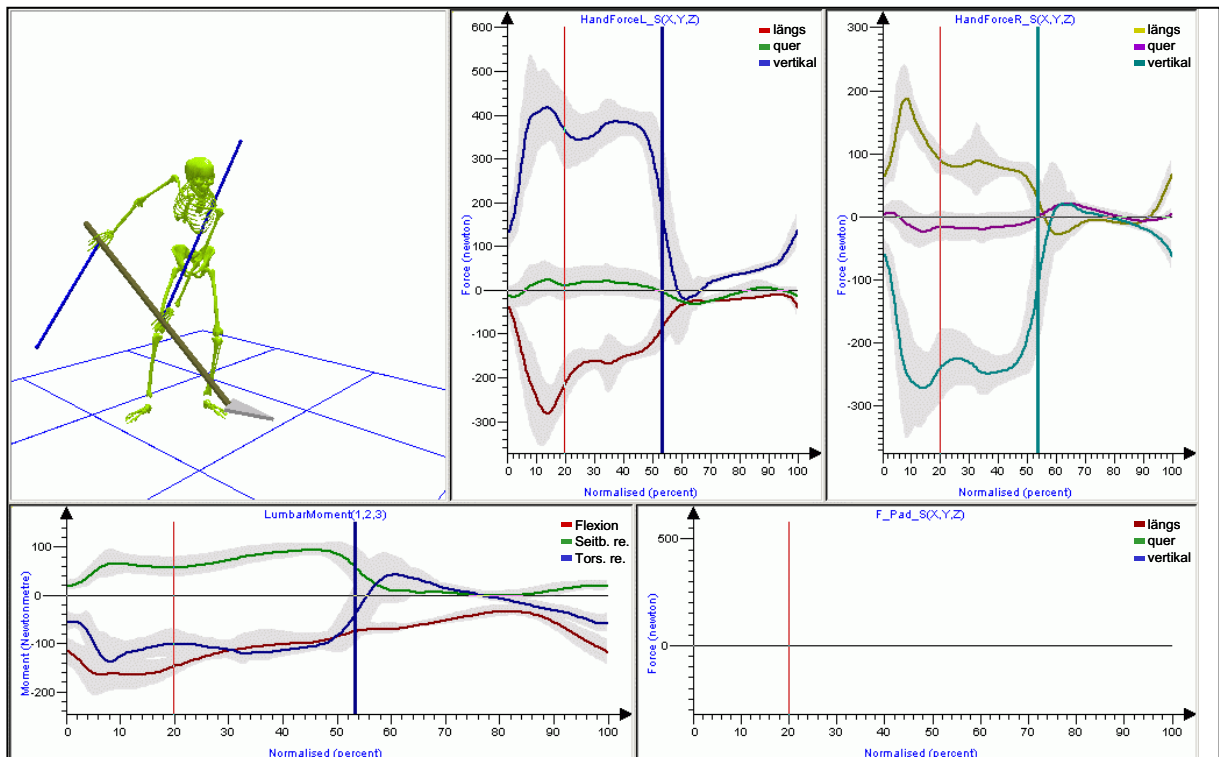 HandForceL_S(X,Y,Z)
längs
quer
vertikal
600
500
400
300
200
100
0
-100
-200
-300
Force (newton)
0 10 20 30 40 50 60 70 80 90 100
Normalised (percent)
HandForceR_S(X,Y,Z)
längs
quer
vertikal
300
200
100
0
-100
-200
-300
Force (newton)
0 10 20 30 40 50 60 70 80 90 100
Normalised (percent)
LumbarMoment(1,2,3)
Flexion
Seitb. re.
Tors. re.
100
0
-100
-200
Moment (Newtonmetre)
0 10 20 30 40 50 60 70 80 90 100
Normalised (percent)
F_Pad_S(X,Y,Z)
längs
quer
vertikal
500
0
Force (newton)
0 10 20 30 40 50 60 70 80 90 100
Normalised (percent)